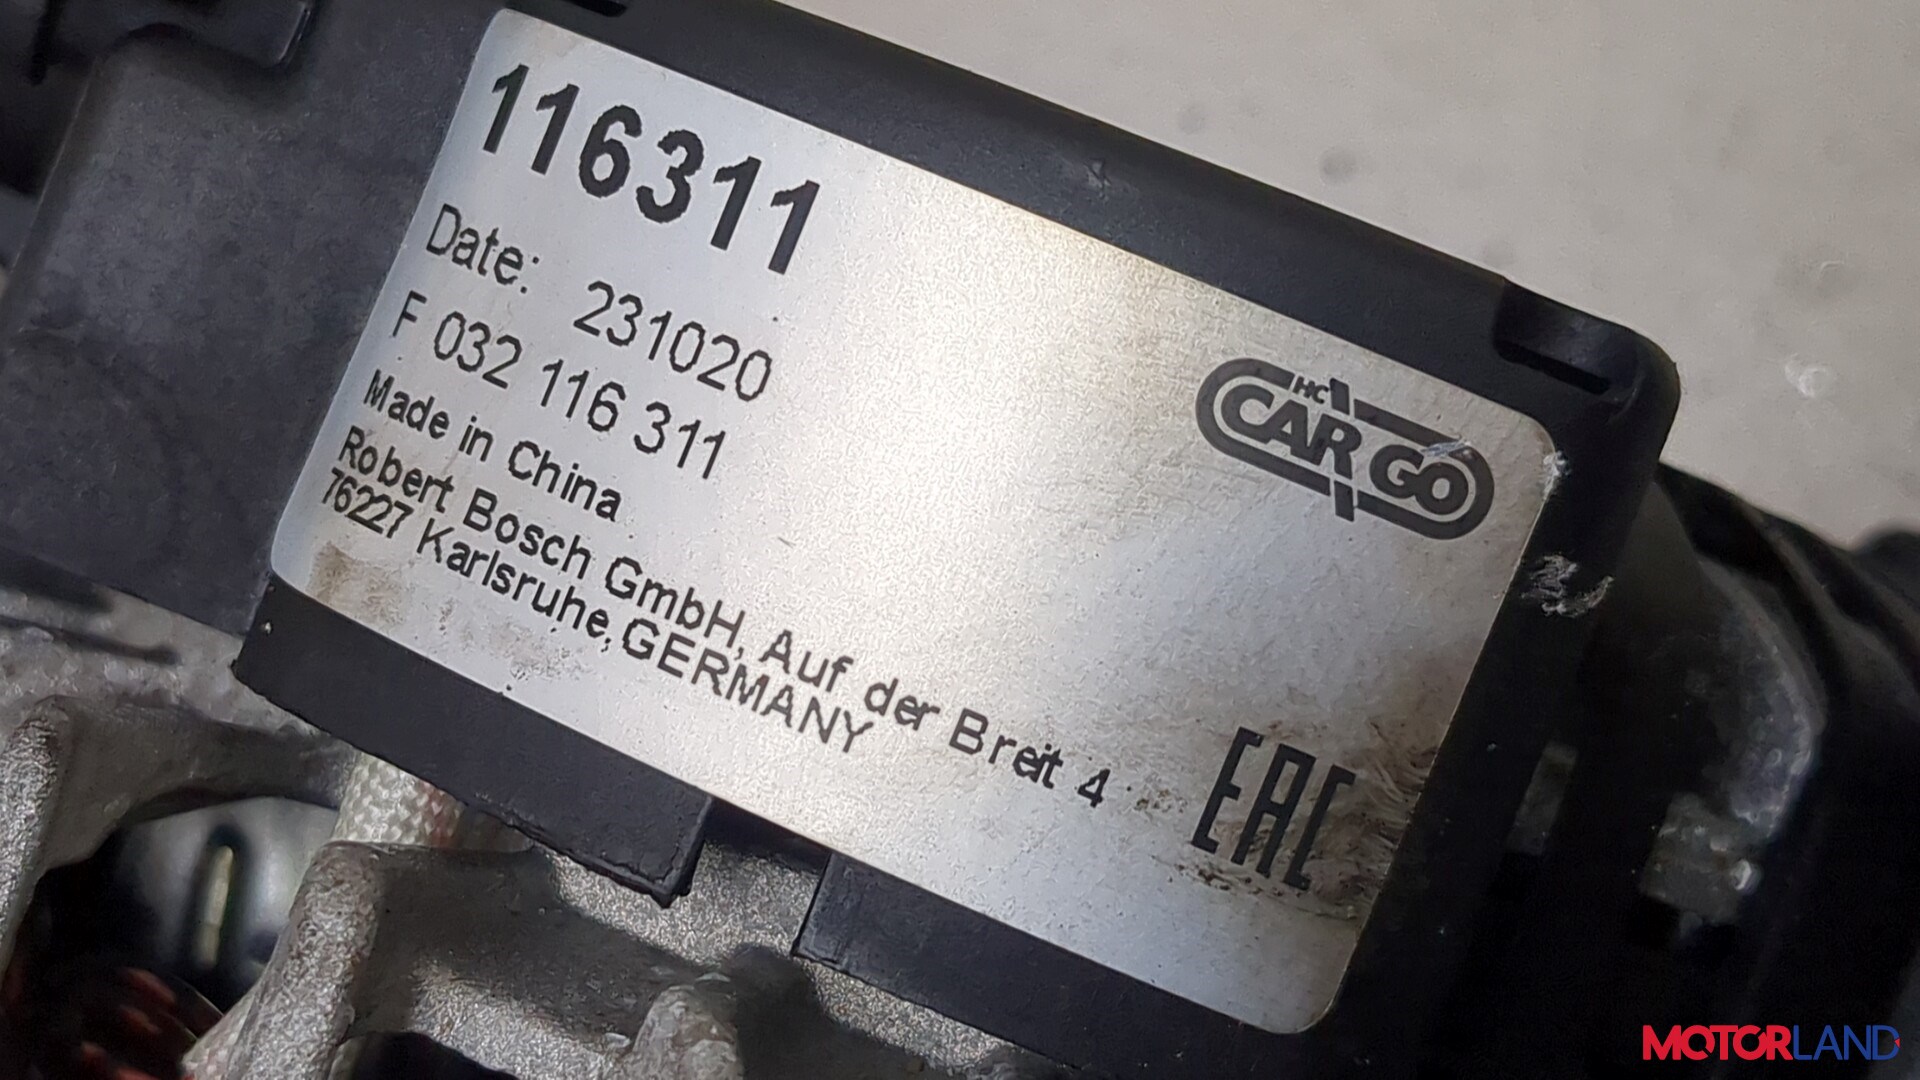 116311
Date: 231020
F 032 116 311
Made in China
Robert Bosch GmbH, Auf der Breit 4
76227 Karlsruhe, GERMANY
HC
CARGO
EAC
MOTORLAND